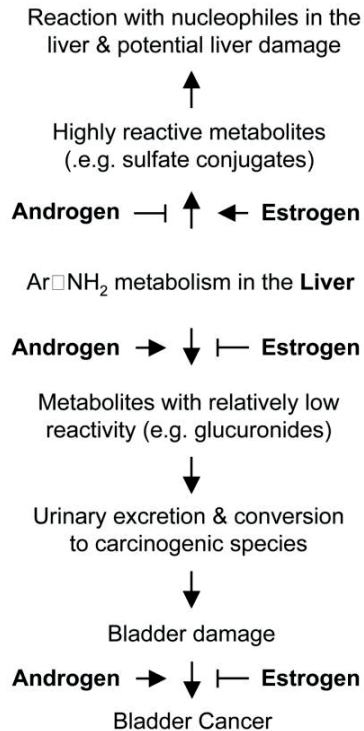 Reaction with nucleophiles in the
liver & potential liver damage
Highly reactive metabolites
(.e.g. sulfate conjugates)
Androgen Estrogen
Ar□NH₂ metabolism in the Liver
Androgen Estrogen
Metabolites with relatively low
reactivity (e.g. glucuronides)
Urinary excretion & conversion
to carcinogenic species
Bladder damage
Androgen Estrogen
Bladder Cancer